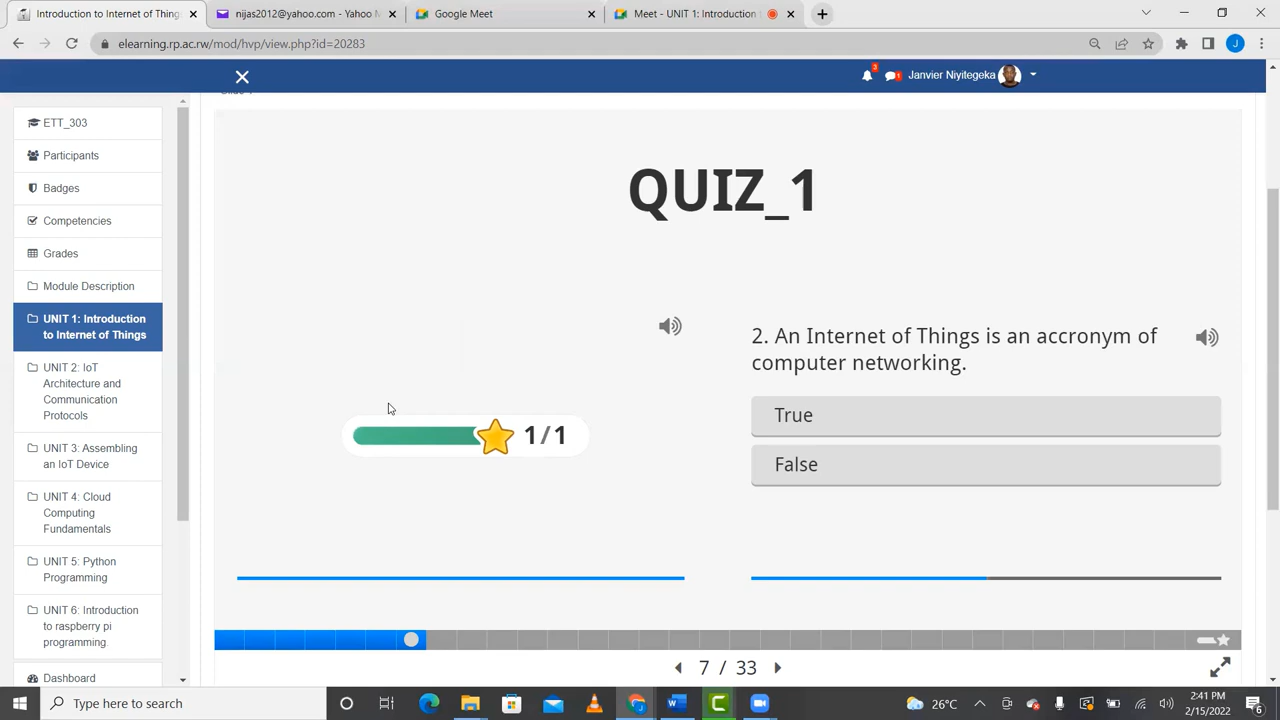 Introduction to Internet of Things
nijas2012@yahoo.com - Yahoo M
Google Meet
Meet - UNIT 1: Introduction
elearning.rp.ac.rw/mod/hvp/view.php?id=20283
J
3
1
Janvier Niyitegeka
ETT_303
Participants
Badges
Competencies
Grades
Module Description
UNIT 1: Introduction
to Internet of Things
UNIT 2: IoT
Architecture and
Communication
Protocols
UNIT 3: Assembling
an IoT Device
UNIT 4: Cloud
Computing
Fundamentals
UNIT 5: Python
Programming
UNIT 6: Introduction
to raspberry pi
programming.
Dashboard
QUIZ_1
1/1
2. An Internet of Things is an accronym of
computer networking.
True
False
7 / 33
Type here to search
26°C
2:41 PM
2/15/2022
6